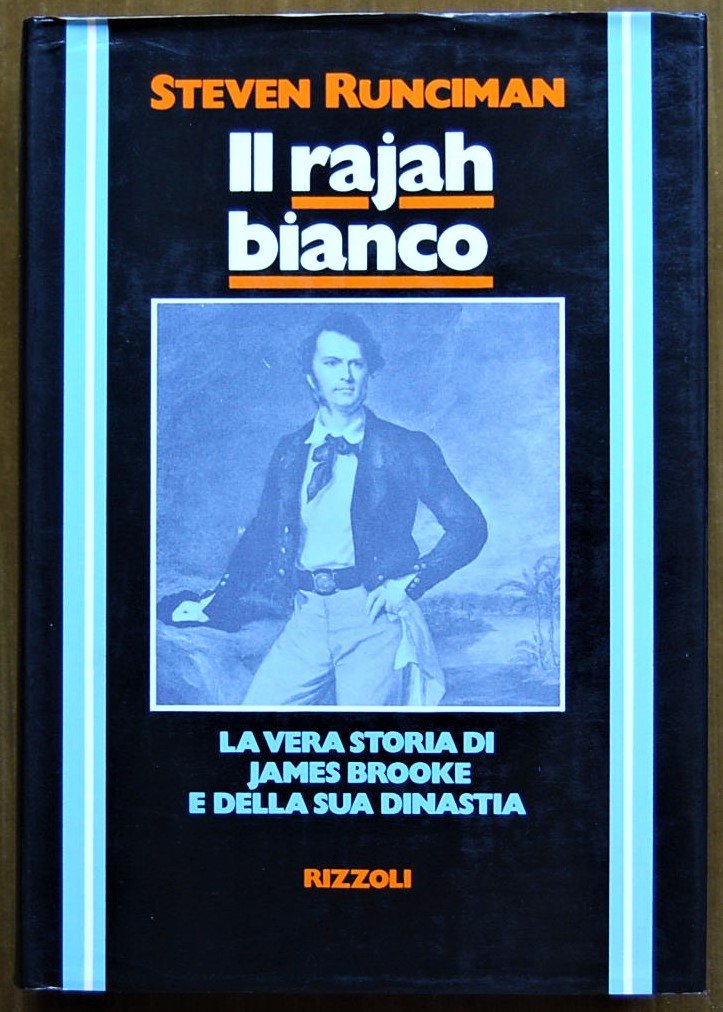 STEVEN RUNCIMAN
Il rajah
bianco
LA VERA STORIA DI
JAMES BROOKE
E DELLA SUA DINASTIA
RIZZOLI